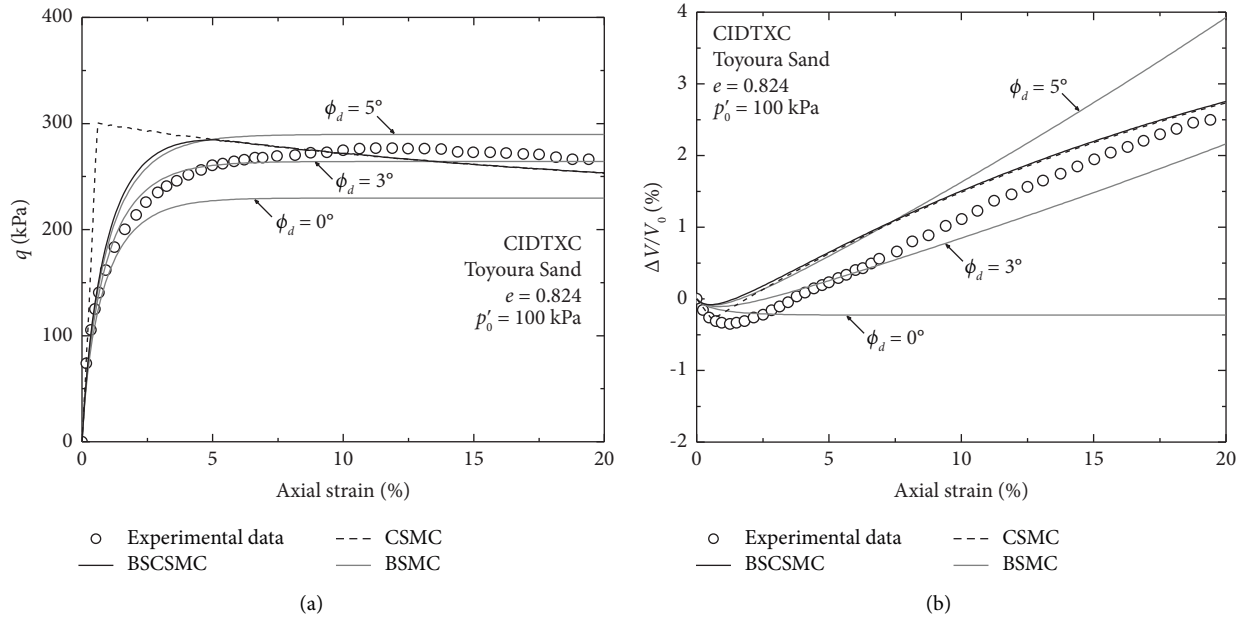 400
300
200
100
0
q (kPa)
0
5
10
15
20
Axial strain (%)
ϕd = 5°
ϕd = 3°
ϕd = 0°
CIDTXC
Toyoura Sand
e = 0.824
p′0 = 100 kPa
Experimental data
CSMC
BSCSMC
BSMC
(a)
4
3
2
1
0
-1
-2
ΔV/V0 (%)
0
5
10
15
20
Axial strain (%)
CIDTXC
Toyoura Sand
e = 0.824
p′0 = 100 kPa
ϕd = 5°
ϕd = 3°
ϕd = 0°
Experimental data
CSMC
BSCSMC
BSMC
(b)